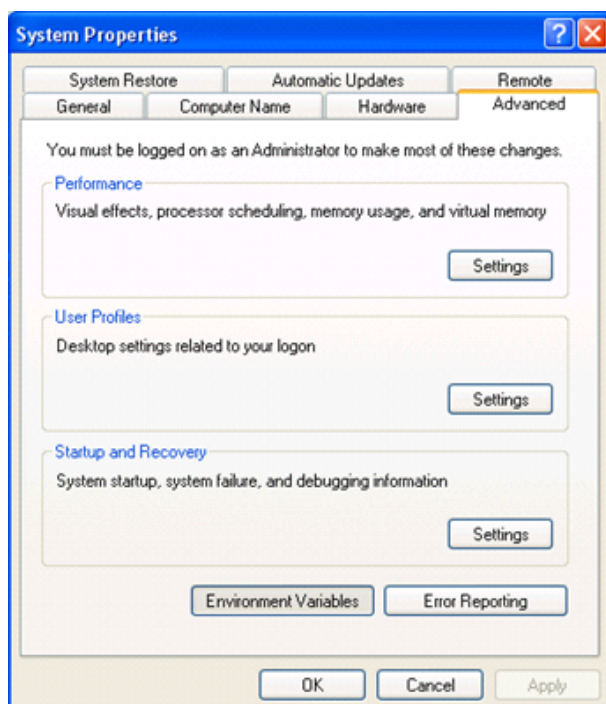 System Properties
System Restore Automatic Updates Remote
General Computer Name Hardware Advanced
You must be logged on as an Administrator to make most of these changes.
Performance
Visual effects, processor scheduling, memory usage, and virtual memory
Settings
User Profiles
Desktop settings related to your logon
Settings
Startup and Recovery
System startup, system failure, and debugging information
Settings
Environment Variables Error Reporting
OK Cancel Apply